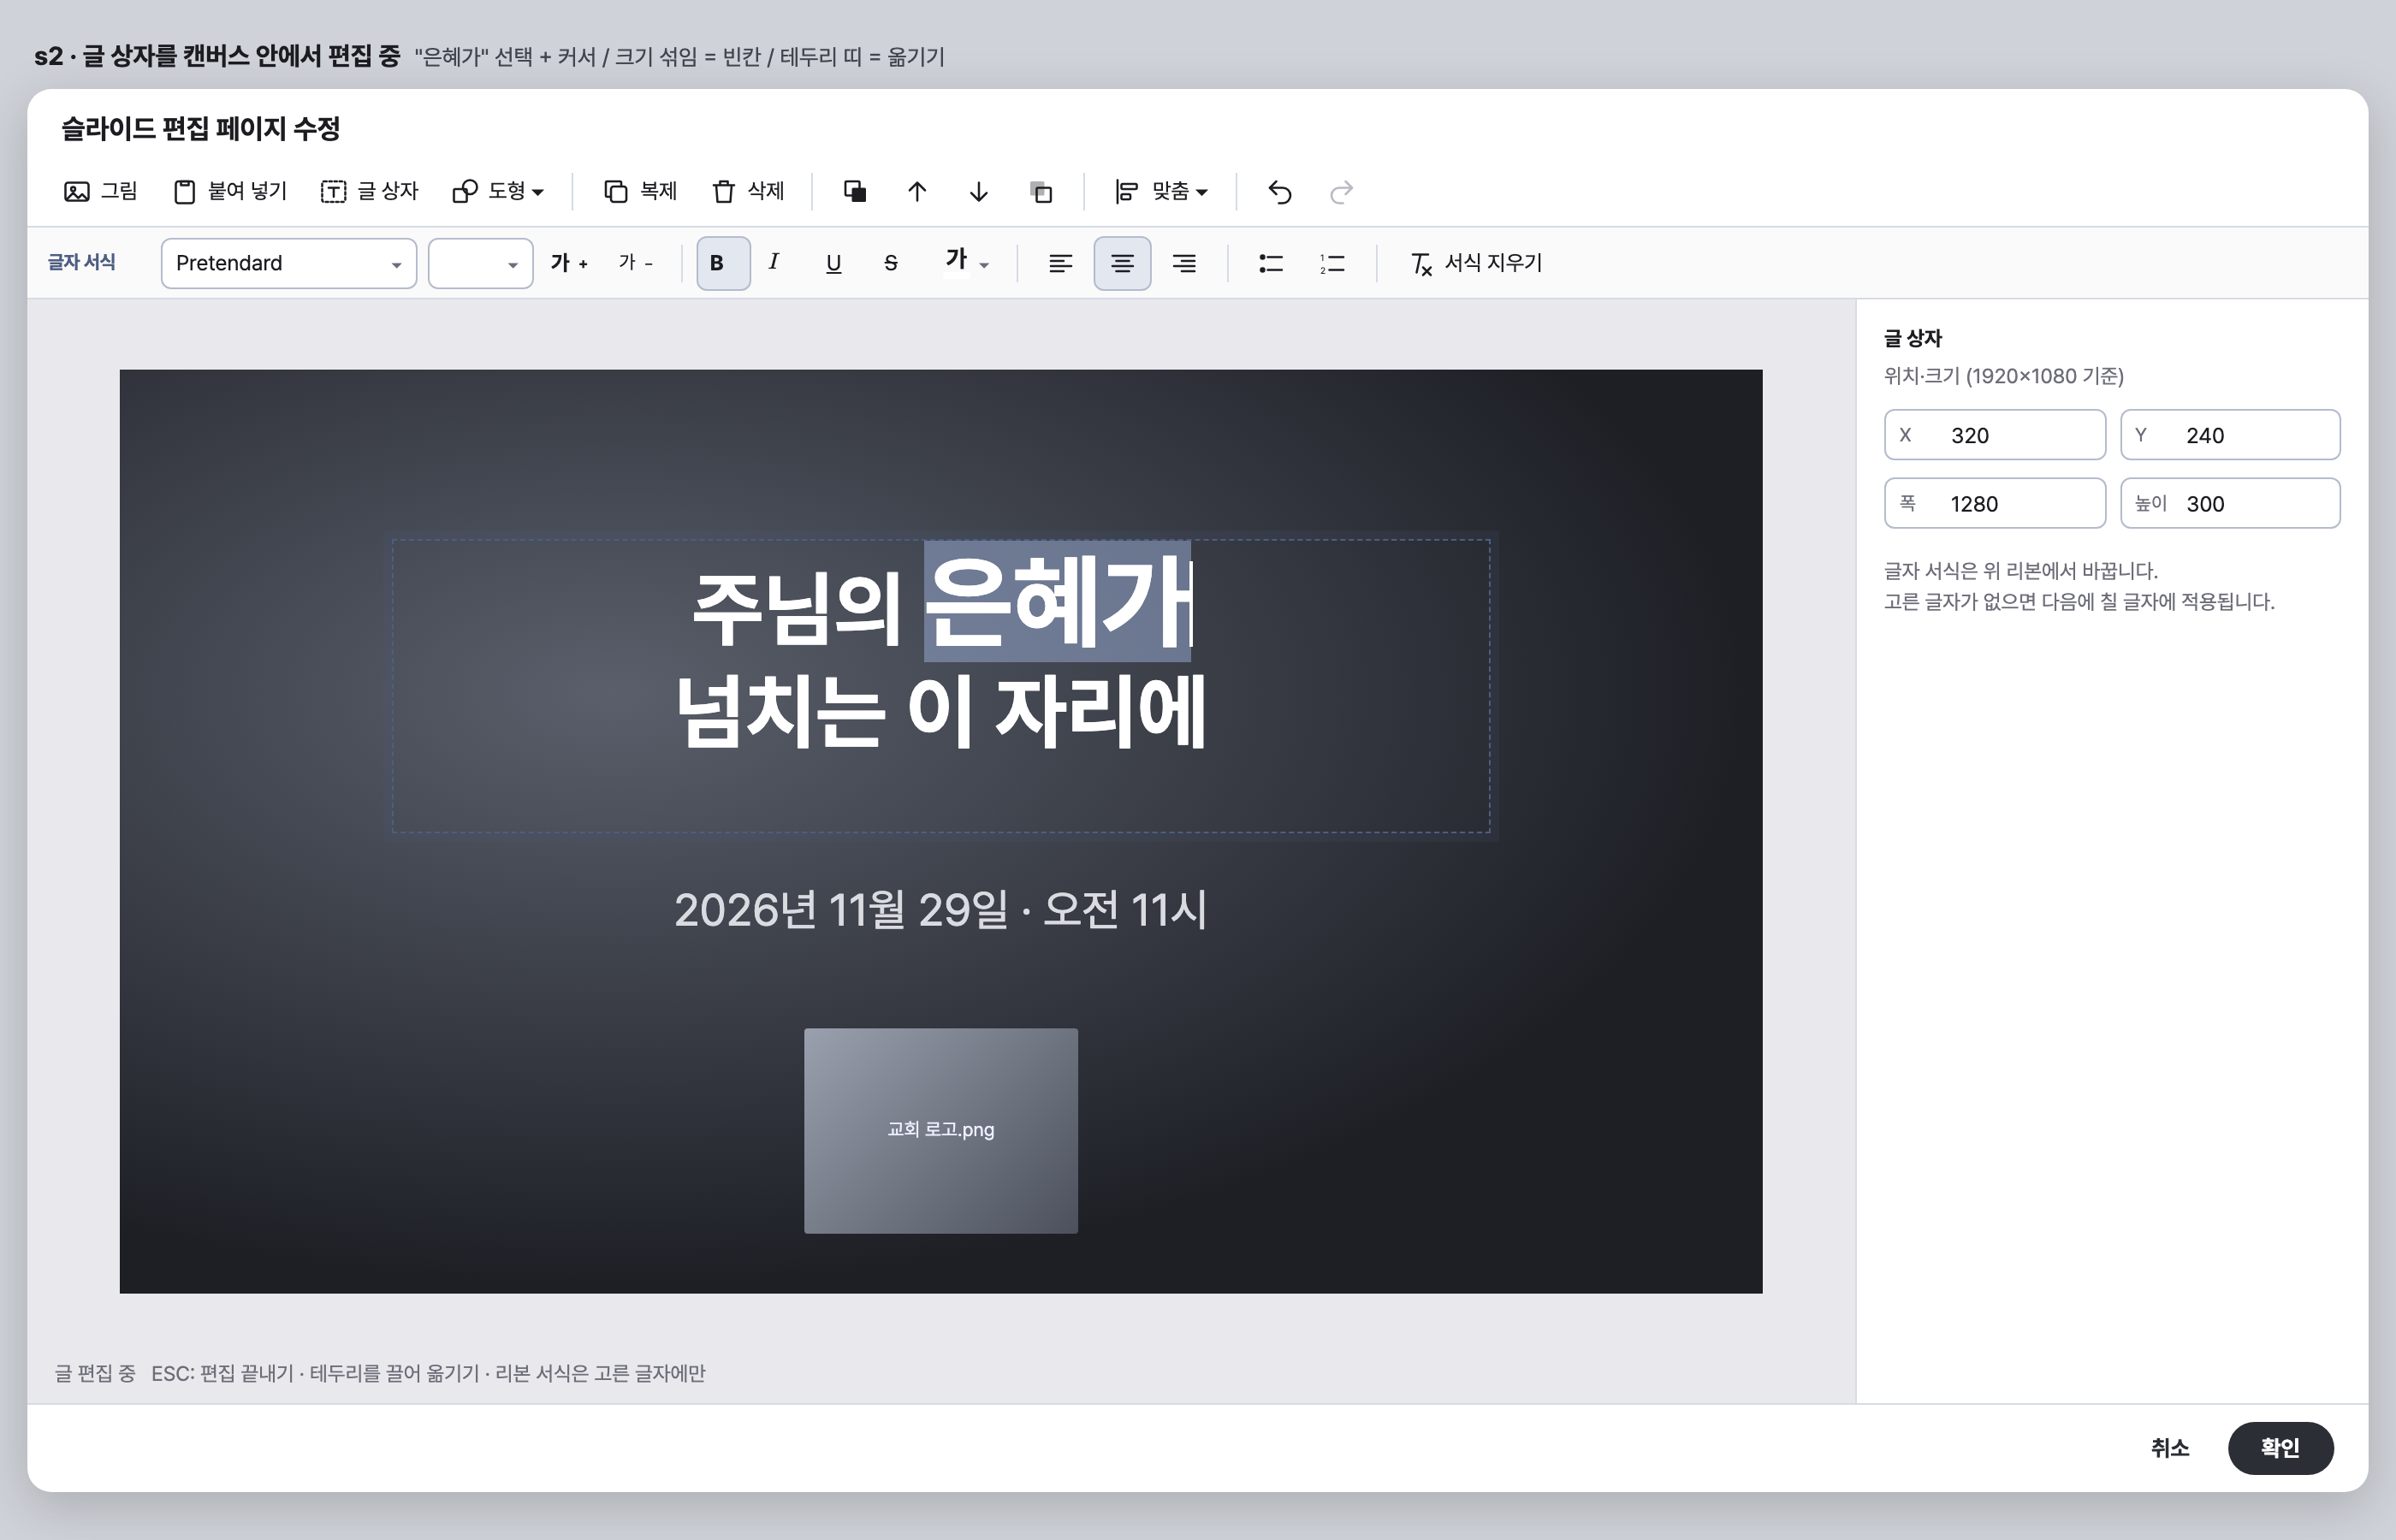 s2 · 글 상자를 캔버스 안에서 편집 중 "은혜가" 선택 + 커서 / 크기 섞임 = 빈칸 / 테두리 띠 = 옮기기
슬라이드 편집 페이지 수정
그림 붙여 넣기 글 상자 도형 복제 삭제 맞춤
글자 서식 Pretendard 가 + 가 - B I U S 가 서식 지우기
글 상자
위치·크기 (1920×1080 기준)
X 320 Y 240
폭 1280 높이 300
글자 서식은 위 리본에서 바꿉니다.
고른 글자가 없으면 다음에 칠 글자에 적용됩니다.
주님의 은혜가
넘치는 이 자리에
2026년 11월 29일 · 오전 11시
교회 로고.png
글 편집 중 ESC: 편집 끝내기 · 테두리를 끌어 옮기기 · 리본 서식은 고른 글자에만
취소 확인